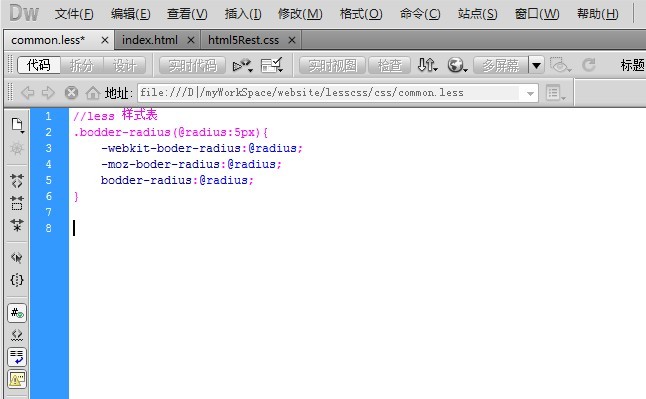 Dw 文件(F) 编辑(E) 查看(V) 插入(I) 修改(M) 格式(O) 命令(C) 站点(S) 窗口(W) 帮助(H)
common.less* × index.html × html5Rest.css ×
代码 拆分 设计 实时代码 实时视图 检查 多屏幕 标题
地址: file:///D|/myWorkSpace/website/lesscss/css/common.less
1 //less 样式表
2 .bodder-radius(@radius:5px){
3 -webkit-boder-radius:@radius;
4 -moz-boder-radius:@radius;
5 bodder-radius:@radius;
6 }
7
8